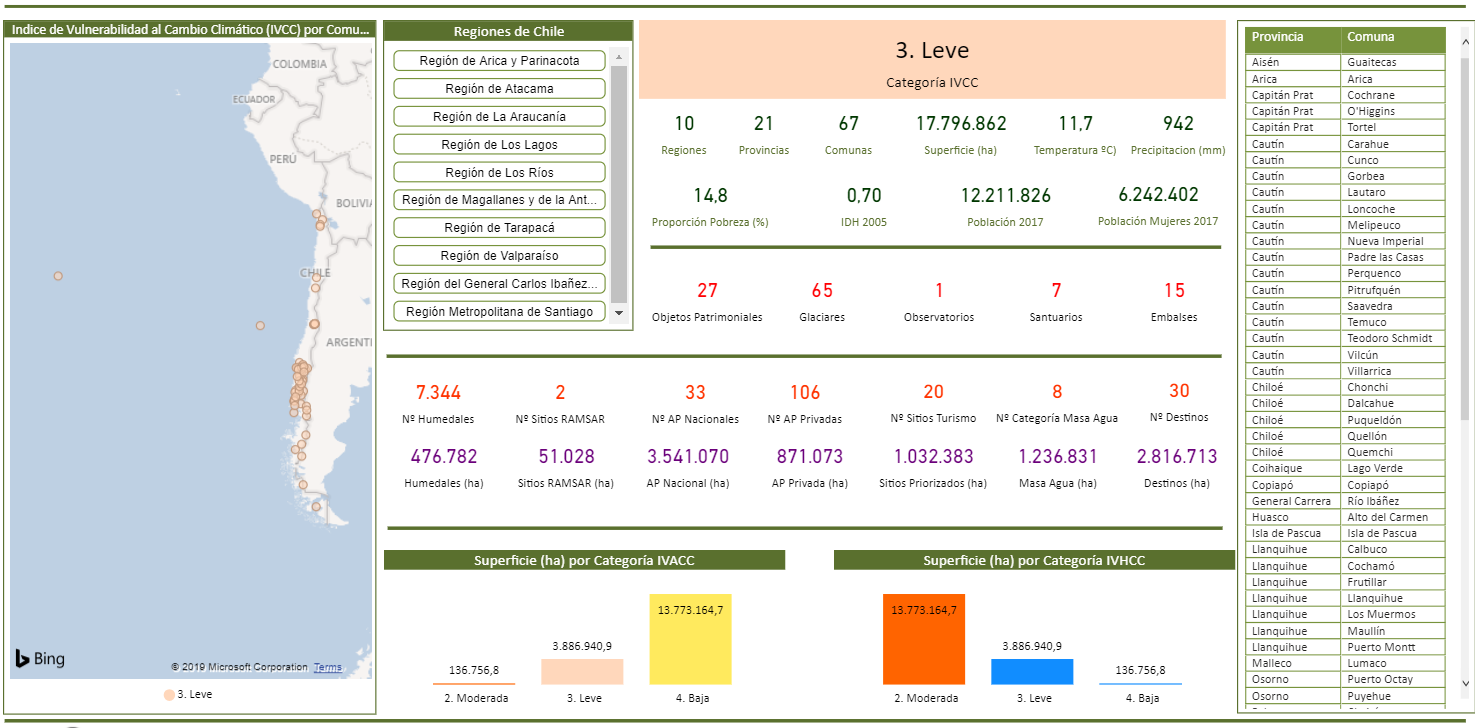 Indice de Vulnerabilidad al Cambio Climático (IVCC) por Comu...
COLOMBIA
ECUADOR
PERÚ
BOLIVIA
CHILE
ARGENTI
Bing
© 2019 Microsoft Corporation Terms
3. Leve
Regiones de Chile
Región de Arica y Parinacota
Región de Atacama
Región de La Araucanía
Región de Los Lagos
Región de Los Ríos
Región de Magallanes y de la Ant...
Región de Tarapacá
Región de Valparaíso
Región del General Carlos Ibañez...
Región Metropolitana de Santiago
3. Leve
Categoría IVCC
10 21 67 17.796.862 11,7 942
Regiones Provincias Comunas Superficie (ha) Temperatura ºC) Precipitacion (mm)
14,8 0,70 12.211.826 6.242.402
Proporción Pobreza (%) IDH 2005 Población 2017 Población Mujeres 2017
27 65 1 7 15
Objetos Patrimoniales Glaciares Observatorios Santuarios Embalses
7.344 2 33 106 20 8 30
Nº Humedales Nº Sitios RAMSAR Nº AP Nacionales Nº AP Privadas Nº Sitios Turismo Nº Categoría Masa Agua Nº Destinos
476.782 51.028 3.541.070 871.073 1.032.383 1.236.831 2.816.713
Humedales (ha) Sitios RAMSAR (ha) AP Nacional (ha) AP Privada (ha) Sitios Priorizados (ha) Masa Agua (ha) Destinos (ha)
Superficie (ha) por Categoría IVACC
136.756,8 3.886.940,9 13.773.164,7
2. Moderada 3. Leve 4. Baja
Superficie (ha) por Categoría IVHCC
13.773.164,7 3.886.940,9 136.756,8
2. Moderada 3. Leve 4. Baja
Provincia Comuna
Aisén Guaitecas
Arica Arica
Capitán Prat Cochrane
Capitán Prat O'Higgins
Capitán Prat Tortel
Cautín Carahue
Cautín Cunco
Cautín Gorbea
Cautín Lautaro
Cautín Loncoche
Cautín Melipeuco
Cautín Nueva Imperial
Cautín Padre las Casas
Cautín Perquenco
Cautín Pitrufquén
Cautín Saavedra
Cautín Temuco
Cautín Teodoro Schmidt
Cautín Vilcún
Cautín Villarrica
Chiloé Chonchi
Chiloé Dalcahue
Chiloé Puqueldón
Chiloé Quellón
Chiloé Quemchi
Coihaique Lago Verde
Copiapó Copiapó
General Carrera Río Ibáñez
Huasco Alto del Carmen
Isla de Pascua Isla de Pascua
Llanquihue Calbuco
Llanquihue Cochamó
Llanquihue Frutillar
Llanquihue Llanquihue
Llanquihue Los Muermos
Llanquihue Maullín
Llanquihue Puerto Montt
Malleco Lumaco
Osorno Puerto Octay
Osorno Puyehue